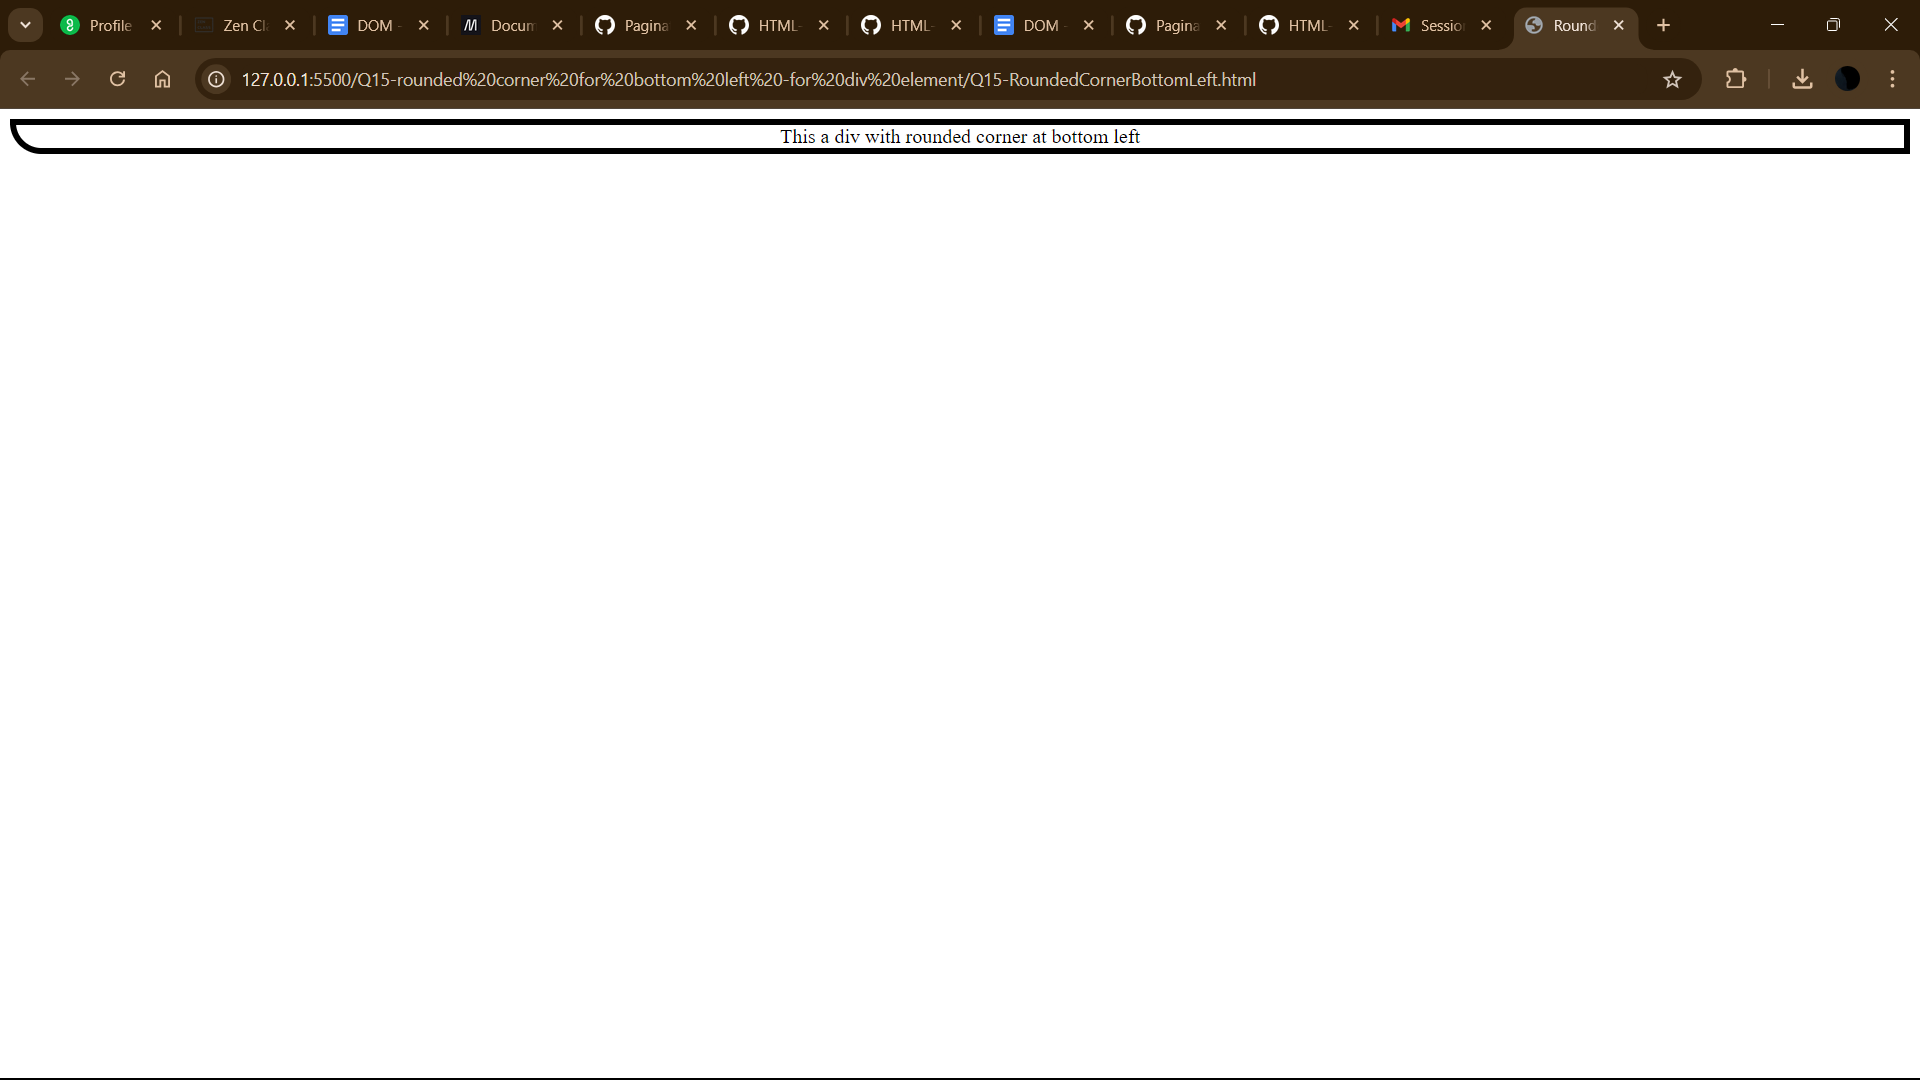 Profile
Zen Cl
DOM -
Docum
Pagina
HTML-
HTML-
DOM -
Pagina
HTML-
Sessio
Round
127.0.0.1:5500/Q15-rounded%20corner%20for%20bottom%20left%20-for%20div%20element/Q15-RoundedCornerBottomLeft.html
This a div with rounded corner at bottom left